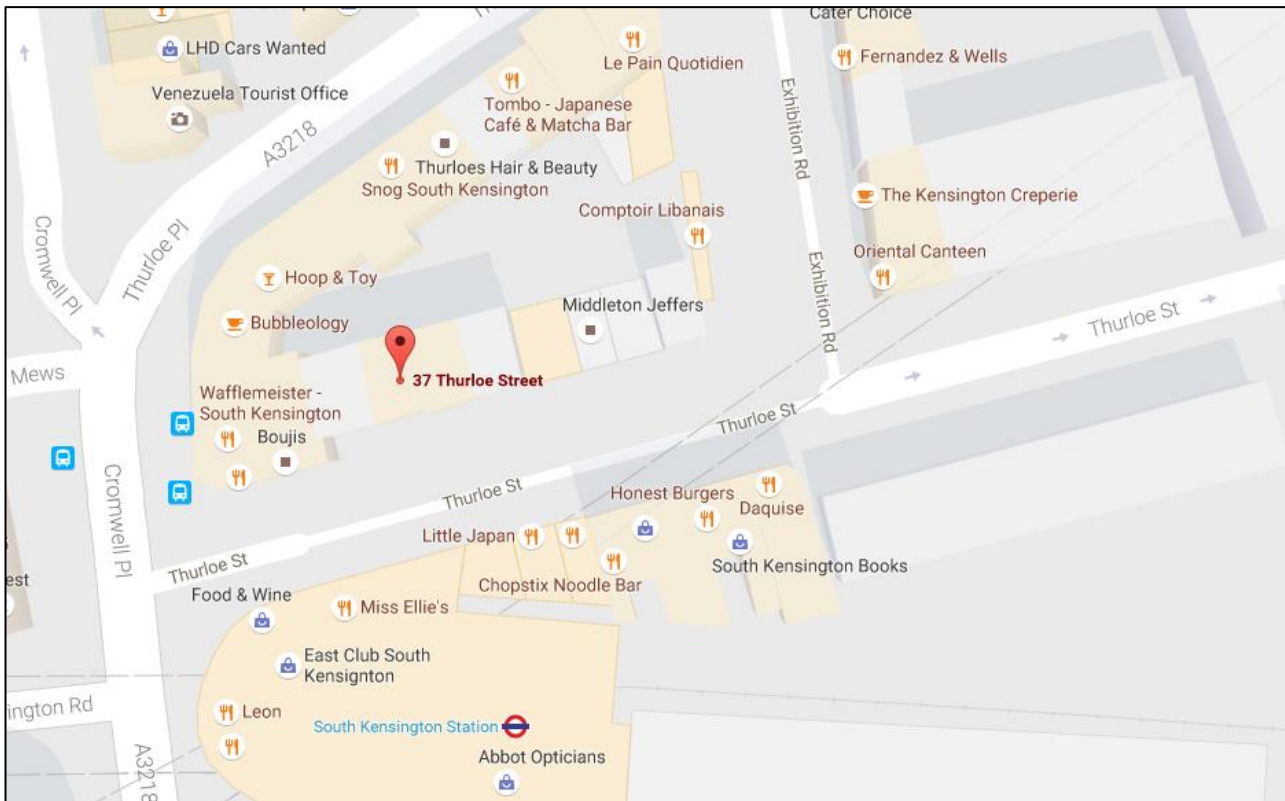 Cater Choice
LHD Cars Wanted
Le Pain Quotidien
Fernandez & Wells
Venezuela Tourist Office
Tombo - Japanese
Café & Matcha Bar
A3218
Exhibition Rd
Thurloes Hair & Beauty
Snog South Kensington
The Kensington Creperie
Comptoir Libanais
Cromwell Pl
Thurloe Pl
Oriental Canteen
Hoop & Toy
Exhibition Rd
Middleton Jeffers
Bubbleology
Thurloe St
Mews
37 Thurloe Street
Wafflemeister -
South Kensington
Thurloe St
Boujis
Cromwell Pl
Thurloe St
Honest Burgers
Daquise
Little Japan
Thurloe St
South Kensington Books
Chopstix Noodle Bar
est
Food & Wine
Miss Ellie's
East Club South
Kensignton
ington Rd
Leon
South Kensington Station
Abbot Opticians
A3218